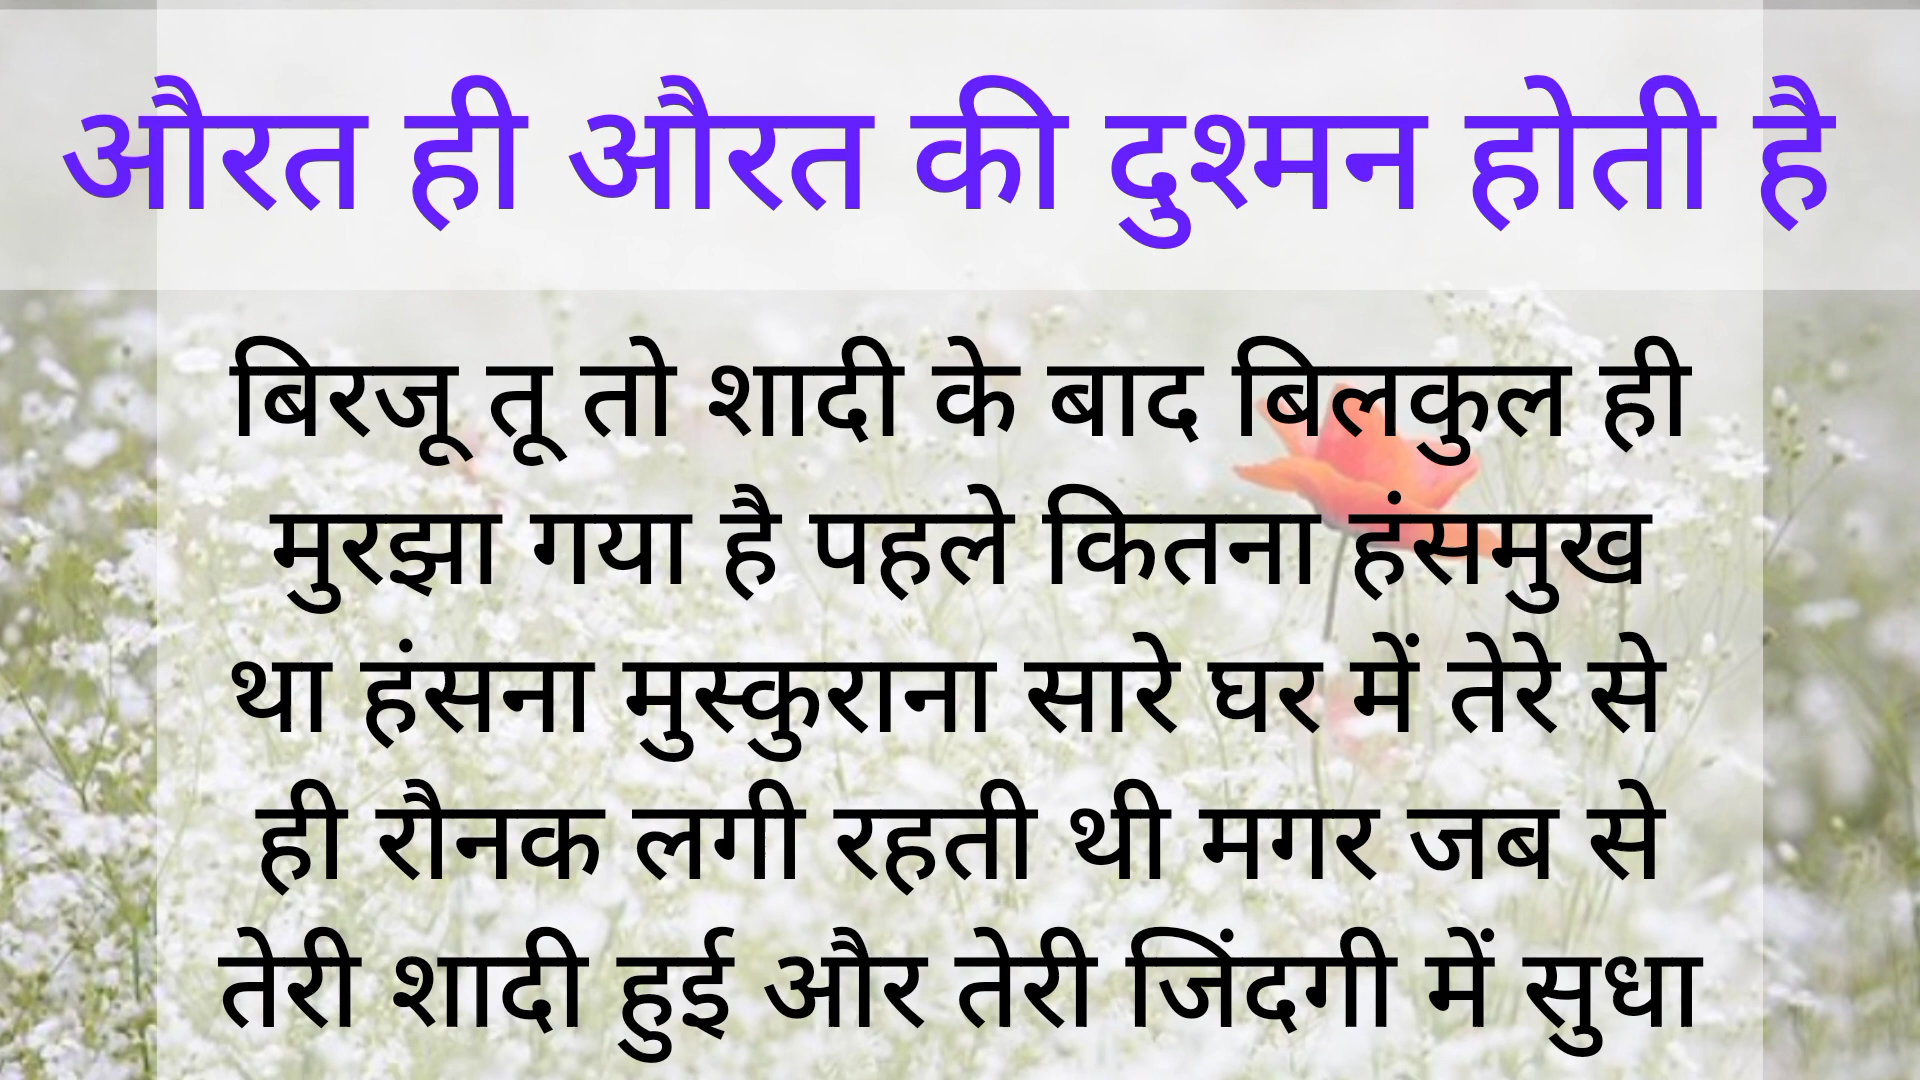 औरत ही औरत की दुश्मन होती है
बिरजू तू तो शादी के बाद बिलकुल ही
मुरझा गया है पहले कितना हंसमुख
था हंसना मुस्कुराना सारे घर में तेरे से
ही रौनक लगी रहती थी मगर जब से
तेरी शादी हुई और तेरी जिंदगी में सुधा